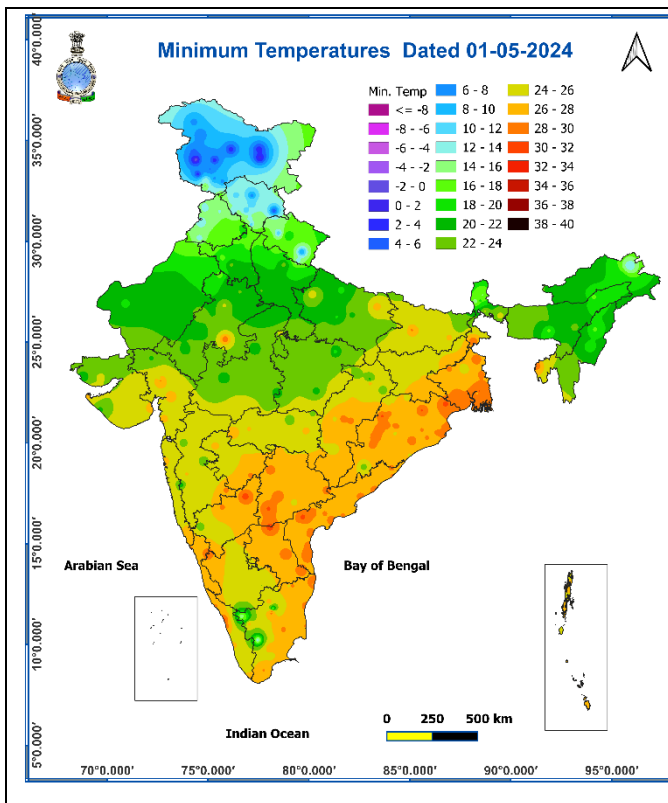 Minimum Temperatures Dated 01-05-2024
Min. Temp
<= -8
-8 - -6
-6 - -4
-4 - -2
-2 - 0
0 - 2
2 - 4
4 - 6
6 - 8
8 - 10
10 - 12
12 - 14
14 - 16
16 - 18
18 - 20
20 - 22
22 - 24
24 - 26
26 - 28
28 - 30
30 - 32
32 - 34
34 - 36
36 - 38
38 - 40
40°0.000'
35°0.000'
30°0.000'
25°0.000'
20°0.000'
15°0.000'
10°0.000'
5°0.000'
Arabian Sea
Bay of Bengal
Indian Ocean
0 250 500 km
70°0.000' 75°0.000' 80°0.000' 85°0.000' 90°0.000' 95°0.000'